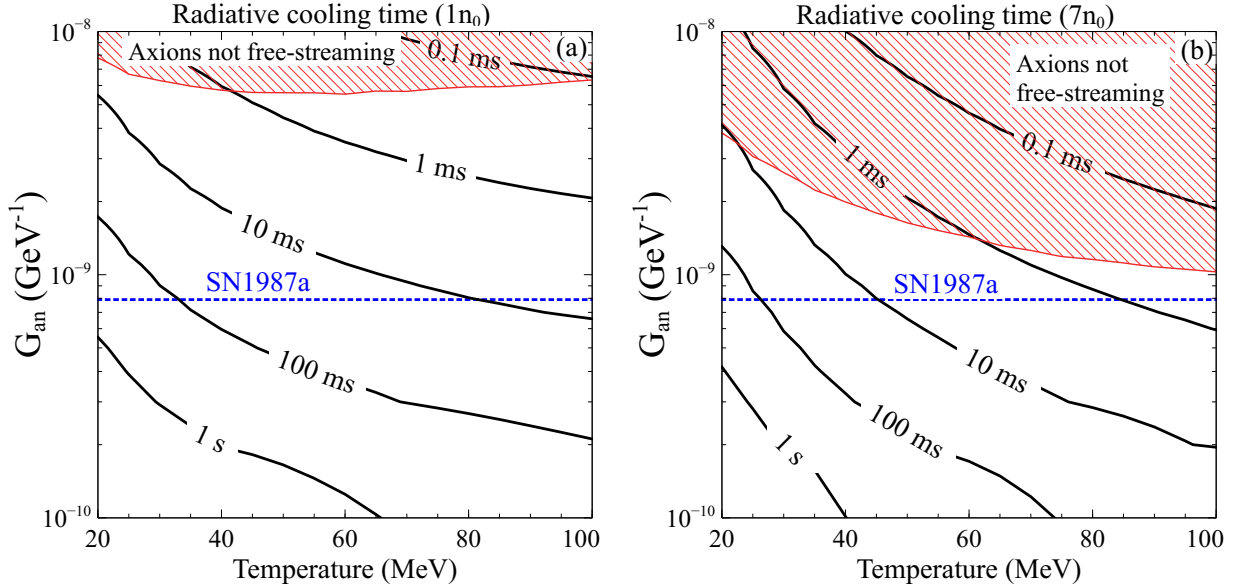 Radiative cooling time (1n₀)
(a)
Axions not free-streaming
0.1 ms
1 ms
10 ms
SN1987a
100 ms
1 s
Gₐₙ (GeV⁻¹)
10⁻⁸
10⁻⁹
10⁻¹⁰
20 40 60 80 100
Temperature (MeV)
Radiative cooling time (7n₀)
(b)
Axions not
free-streaming
0.1 ms
1 ms
SN1987a
10 ms
100 ms
1 s
Gₐₙ (GeV⁻¹)
10⁻⁸
10⁻⁹
10⁻¹⁰
20 40 60 80 100
Temperature (MeV)